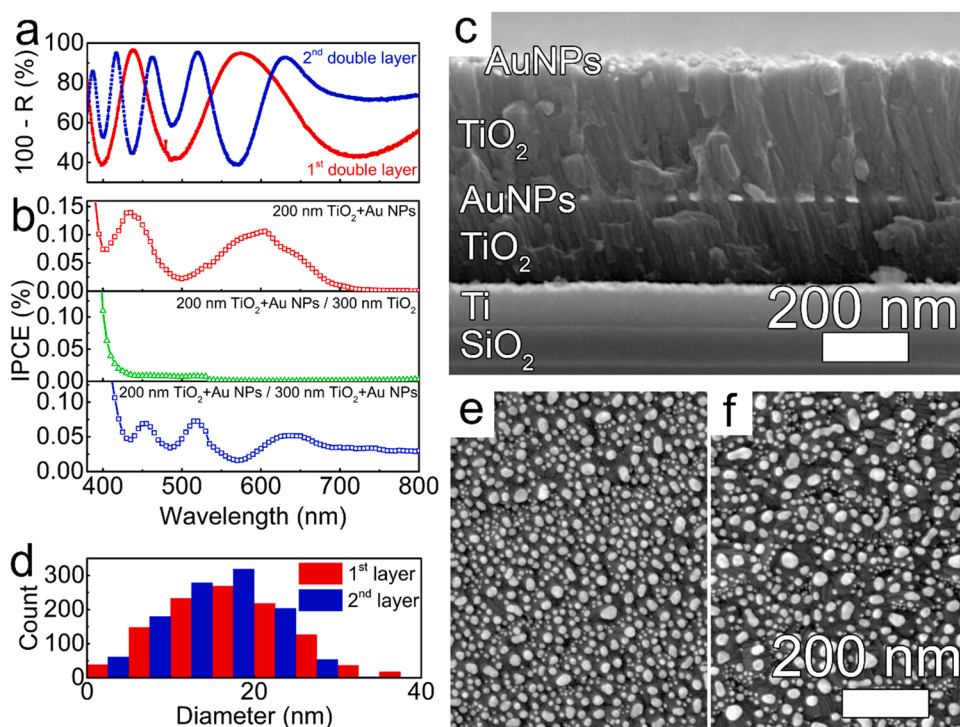 a
100 - R (%)
100
80
60
40
2nd double layer
1st double layer
b
IPCE (%)
0.15
0.10
0.05
0.00
200 nm TiO2+Au NPs
0.10
0.05
0.00
200 nm TiO2+Au NPs / 300 nm TiO2
0.10
0.05
0.00
200 nm TiO2+Au NPs / 300 nm TiO2+Au NPs
400 500 600 700 800
Wavelength (nm)
c
AuNPs
TiO2
AuNPs
TiO2
Ti
SiO2
200 nm
d
Count
300
200
100
0
1st layer
2nd layer
0 20 40
Diameter (nm)
e
f
200 nm